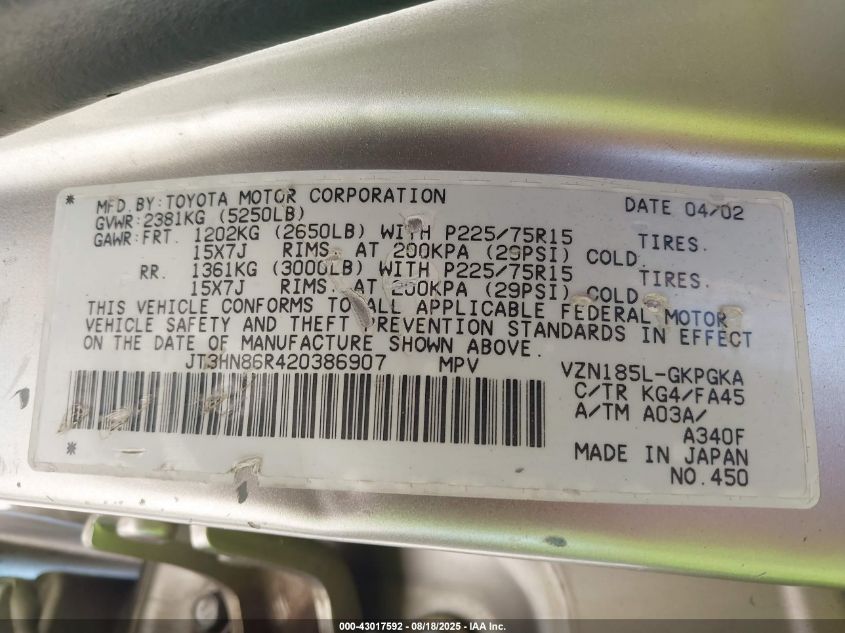 * MFD.BY:TOYOTA MOTOR CORPORATION DATE 04/02
GVWR:2381KG (5250LB)
GAWR:FRT. 1202KG (2650LB) WITH P225/75R15 TIRES.
15X7J RIMS. AT 200KPA (29PSI) COLD.
RR. 1361KG (3000LB) WITH P225/75R15 TIRES.
15X7J RIMS. AT 200KPA (29PSI) COLD.
THIS VEHICLE CONFORMS TO ALL APPLICABLE FEDERAL MOTOR
VEHICLE SAFETY AND THEFT PREVENTION STANDARDS IN EFFECT
ON THE DATE OF MANUFACTURE SHOWN ABOVE.
JT3HN86R420386907 MPV VZN185L-GKPGKA
C/TR KG4/FA45
A/TM A03A/
A340F
* MADE IN JAPAN
NO.450
000-43017592 - 08/18/2025 - IAA Inc.